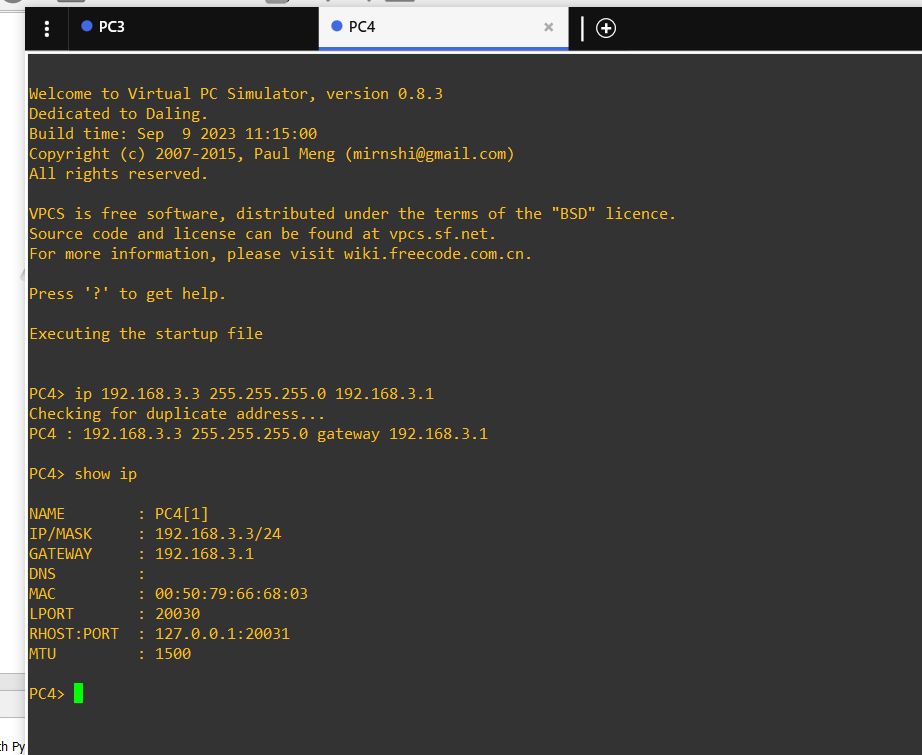 PC3
PC4
Welcome to Virtual PC Simulator, version 0.8.3
Dedicated to Daling.
Build time: Sep  9 2023 11:15:00
Copyright (c) 2007-2015, Paul Meng (mirnshi@gmail.com)
All rights reserved.
VPCS is free software, distributed under the terms of the "BSD" licence.
Source code and license can be found at vpcs.sf.net.
For more information, please visit wiki.freecode.com.cn.
Press '?' to get help.
Executing the startup file
PC4> ip 192.168.3.3 255.255.255.0 192.168.3.1
Checking for duplicate address...
PC4 : 192.168.3.3 255.255.255.0 gateway 192.168.3.1
PC4> show ip
NAME        : PC4[1]
IP/MASK     : 192.168.3.3/24
GATEWAY     : 192.168.3.1
DNS         :
MAC         : 00:50:79:66:68:03
LPORT       : 20030
RHOST:PORT  : 127.0.0.1:20031
MTU         : 1500
PC4>